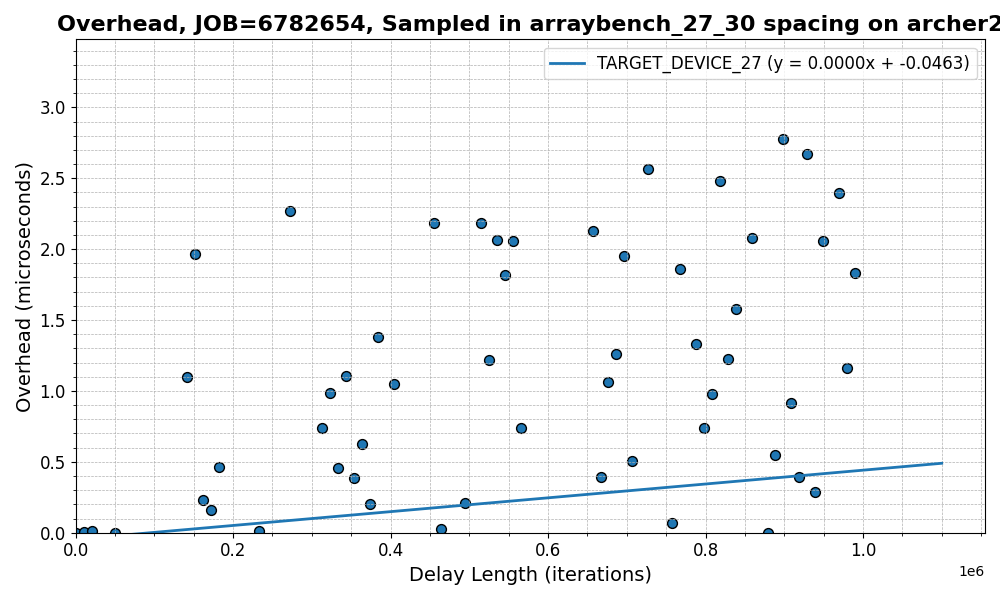 Overhead, JOB=6782654, Sampled in arraybench_27_30 spacing on archer2
TARGET_DEVICE_27 (y = 0.0000x + -0.0463)
Overhead (microseconds)
3.0
2.5
2.0
1.5
1.0
0.5
0.0
0.0 0.2 0.4 0.6 0.8 1.0
1e6
Delay Length (iterations)